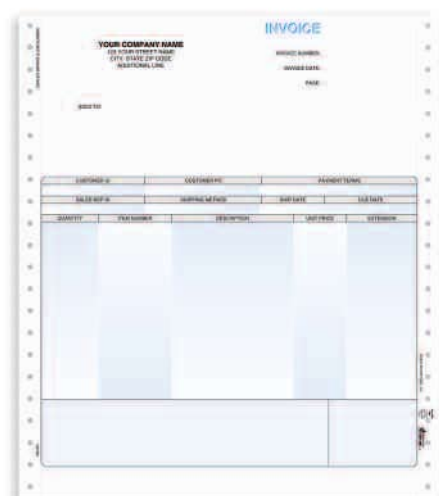 INVOICE
YOUR COMPANY NAME
123 YOUR STREET NAME
CITY, STATE ZIP CODE
ADDITIONAL LINE
INVOICE NUMBER:
INVOICE DATE:
PAGE:
SOLD TO:
CUSTOMER ID CUSTOMER PO PAYMENT TERMS
SALES REP ID SHIPPING METHOD SHIP DATE DUE DATE
QUANTITY ITEM NUMBER DESCRIPTION UNIT PRICE EXTENSION